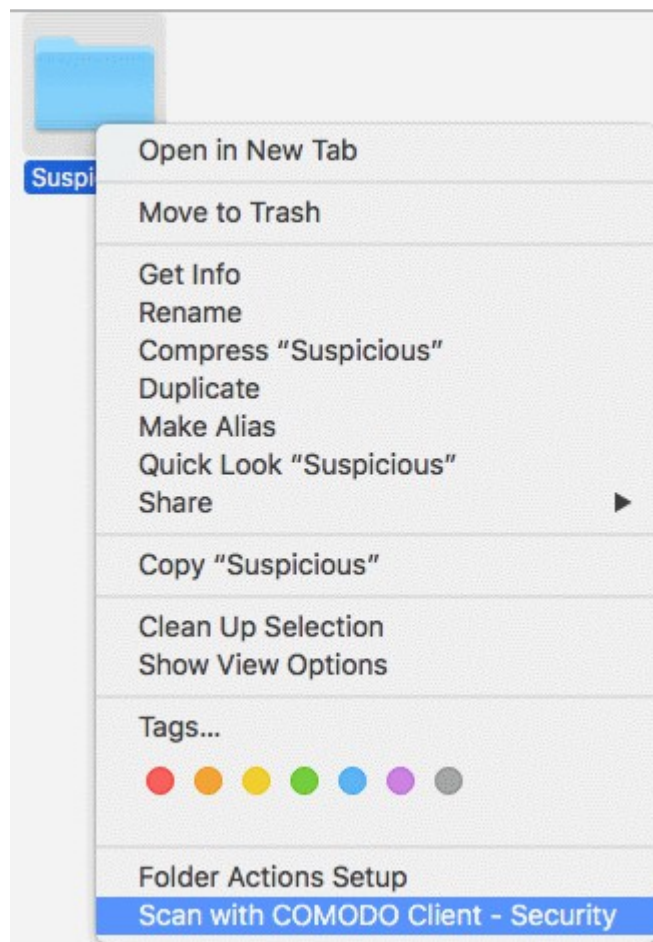 Suspi
Open in New Tab
Move to Trash
Get Info
Rename
Compress “Suspicious”
Duplicate
Make Alias
Quick Look “Suspicious”
Share
Copy “Suspicious”
Clean Up Selection
Show View Options
Tags...
Folder Actions Setup
Scan with COMODO Client - Security